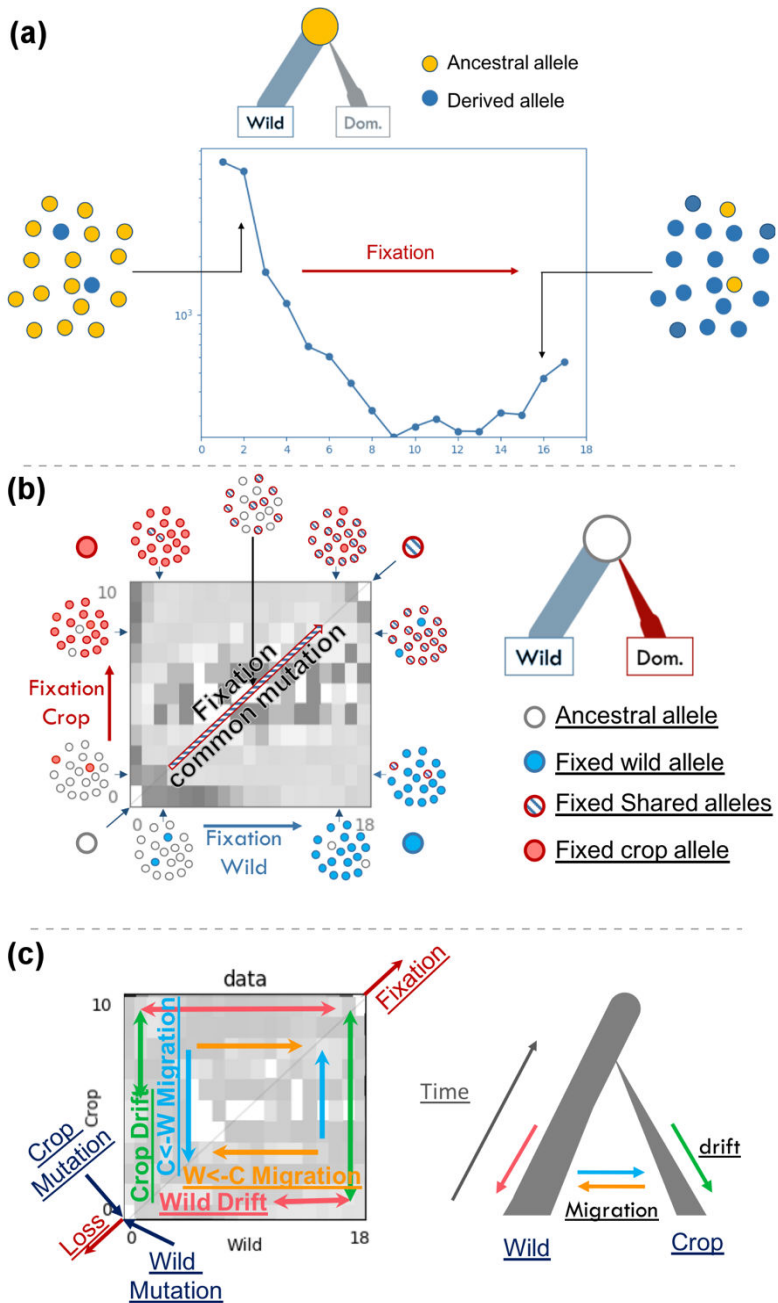 (a)
Ancestral allele
Derived allele
Wild
Dom.
Fixation
10³
0 2 4 6 8 10 12 14 16 18
(b)
10
Fixation
common mutation
Fixation
Crop
0
0
18
Fixation
Wild
Wild
Dom.
Ancestral allele
Fixed wild allele
Fixed Shared alleles
Fixed crop allele
(c)
data
Fixation
10
Crop
Crop Drift
C<-W Migration
W<-C Migration
Wild Drift
Crop
Mutation
0
0
Wild
18
Loss
Wild
Mutation
Time
drift
Migration
Wild
Crop